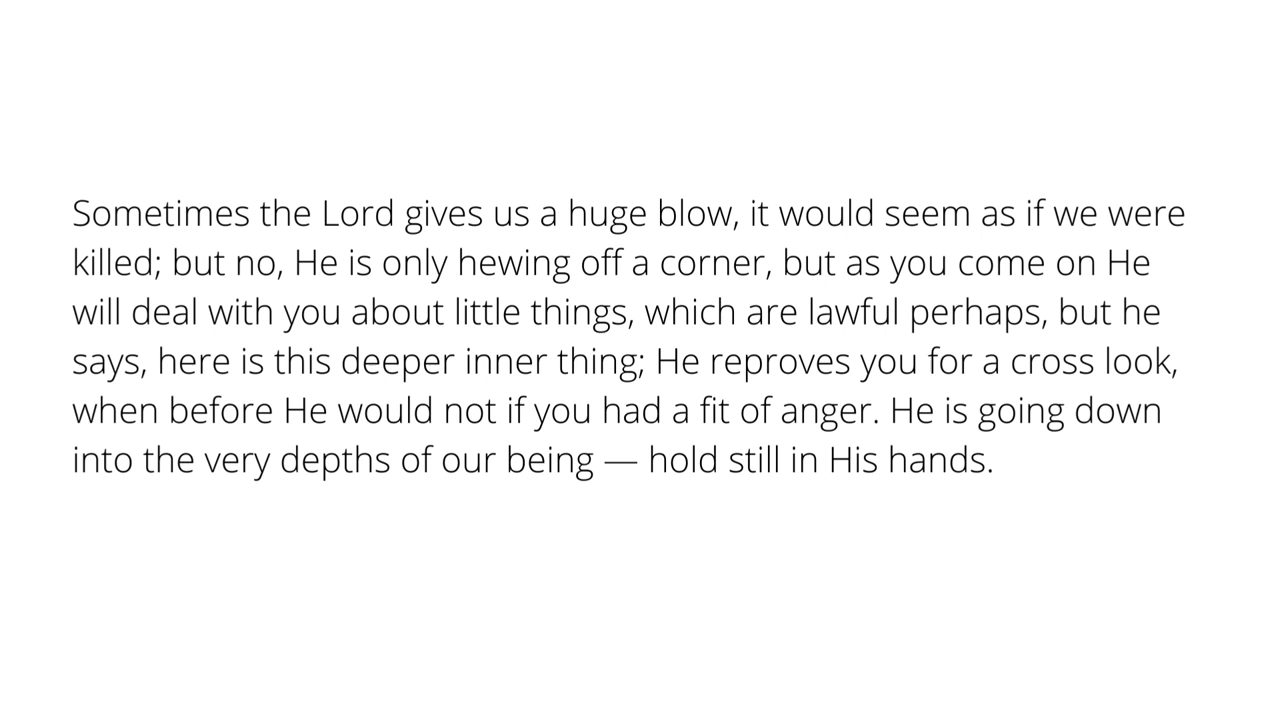 Sometimes the Lord gives us a huge blow, it would seem as if we were
killed; but no, He is only hewing off a corner, but as you come on He
will deal with you about little things, which are lawful perhaps, but he
says, here is this deeper inner thing; He reproves you for a cross look,
when before He would not if you had a fit of anger. He is going down
into the very depths of our being — hold still in His hands.